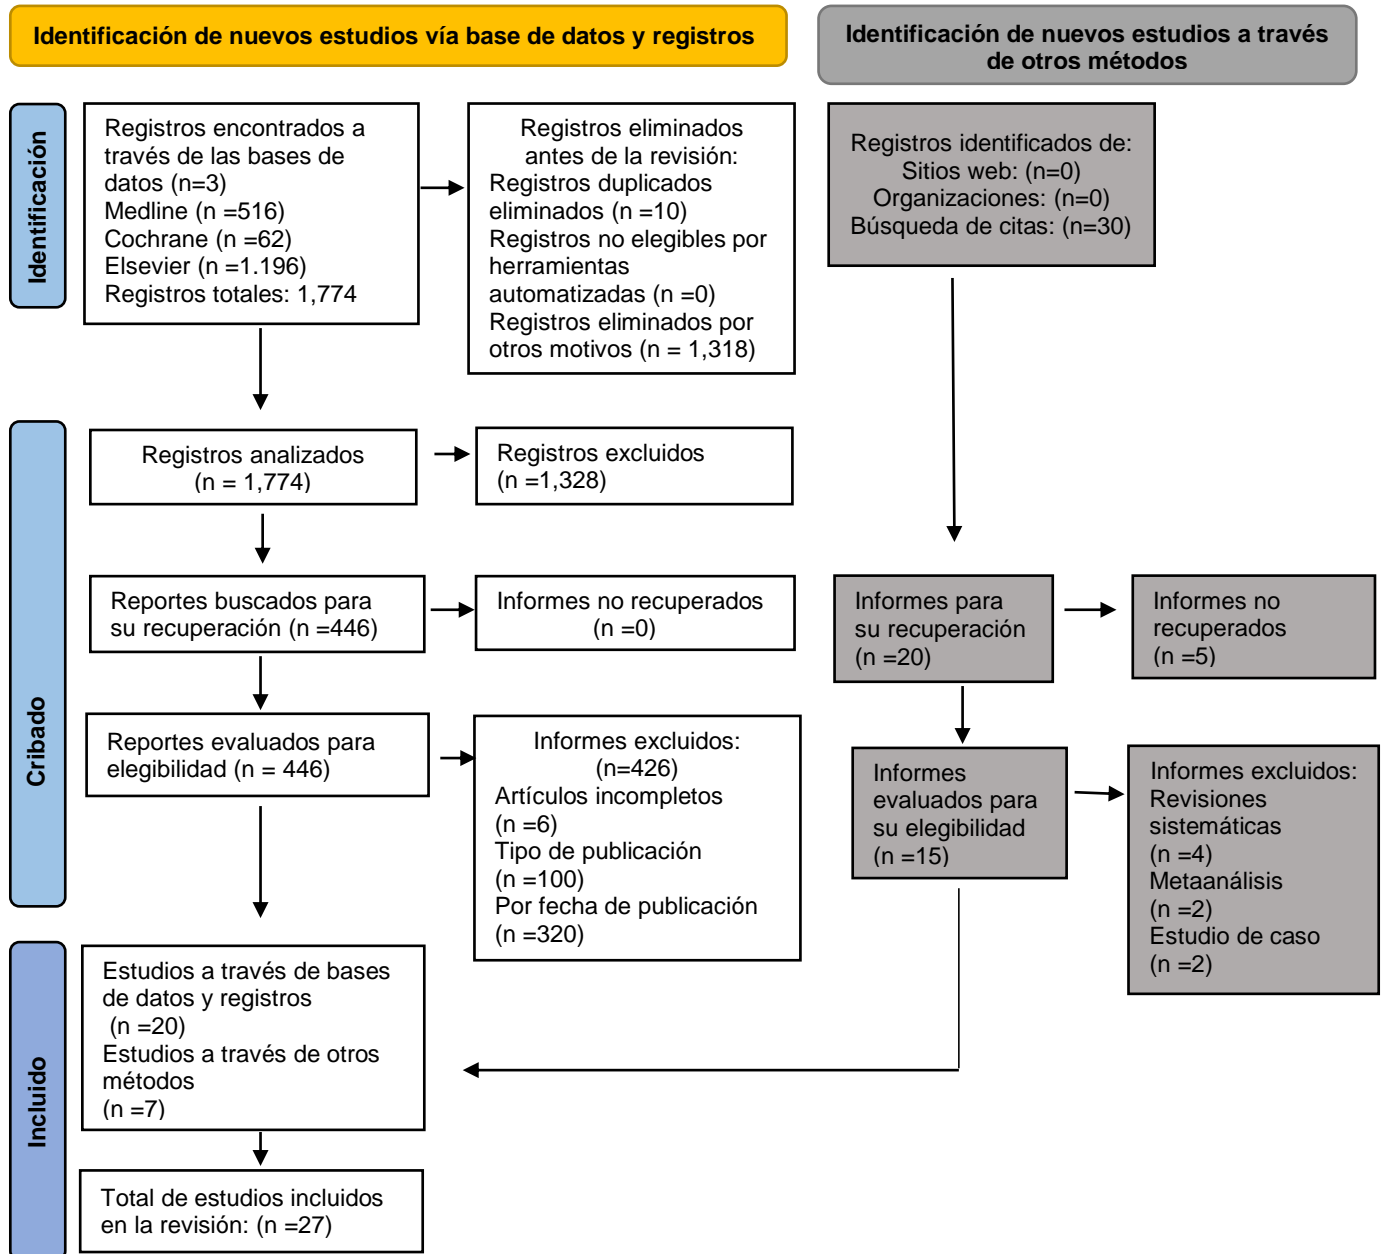 Identificación de nuevos estudios vía base de datos y registros
Identificación de nuevos estudios a través
de otros métodos
Identificación
Registros encontrados a
través de las bases de
datos (n=3)
Medline (n =516)
Cochrane (n =62)
Elsevier (n =1.196)
Registros totales: 1,774
Registros eliminados
antes de la revisión:
Registros duplicados
eliminados (n =10)
Registros no elegibles por
herramientas
automatizadas (n =0)
Registros eliminados por
otros motivos (n = 1,318)
Registros identificados de:
Sitios web: (n=0)
Organizaciones: (n=0)
Búsqueda de citas: (n=30)
Cribado
Registros analizados
(n = 1,774)
Registros excluidos
(n =1,328)
Reportes buscados para
su recuperación (n =446)
Informes no recuperados
(n =0)
Informes para
su recuperación
(n =20)
Informes no
recuperados
(n =5)
Reportes evaluados para
elegibilidad (n = 446)
Informes excluidos:
(n=426)
Artículos incompletos
(n =6)
Tipo de publicación
(n =100)
Por fecha de publicación
(n =320)
Informes
evaluados para
su elegibilidad
(n =15)
Informes excluidos:
Revisiones
sistemáticas
(n =4)
Metaanálisis
(n =2)
Estudio de caso
(n =2)
Incluido
Estudios a través de bases
de datos y registros
(n =20)
Estudios a través de otros
métodos
(n =7)
Total de estudios incluidos
en la revisión: (n =27)